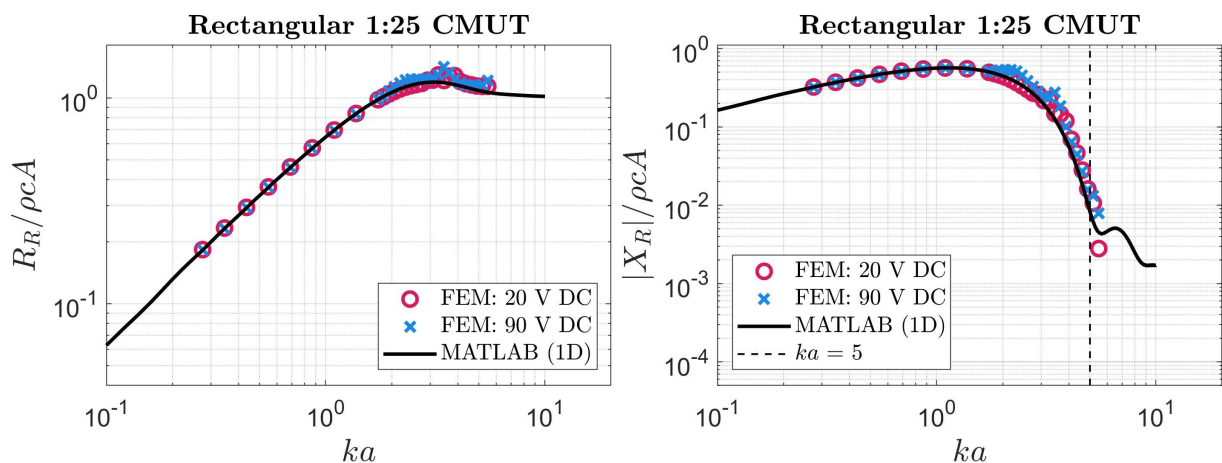 Rectangular 1:25 CMUT
R_R/ρcA
10^0
10^-1
FEM: 20 V DC
FEM: 90 V DC
MATLAB (1D)
10^-1
10^0
10^1
ka
Rectangular 1:25 CMUT
|X_R|/ρcA
10^0
10^-1
10^-2
10^-3
10^-4
FEM: 20 V DC
FEM: 90 V DC
MATLAB (1D)
ka = 5
10^-1
10^0
10^1
ka